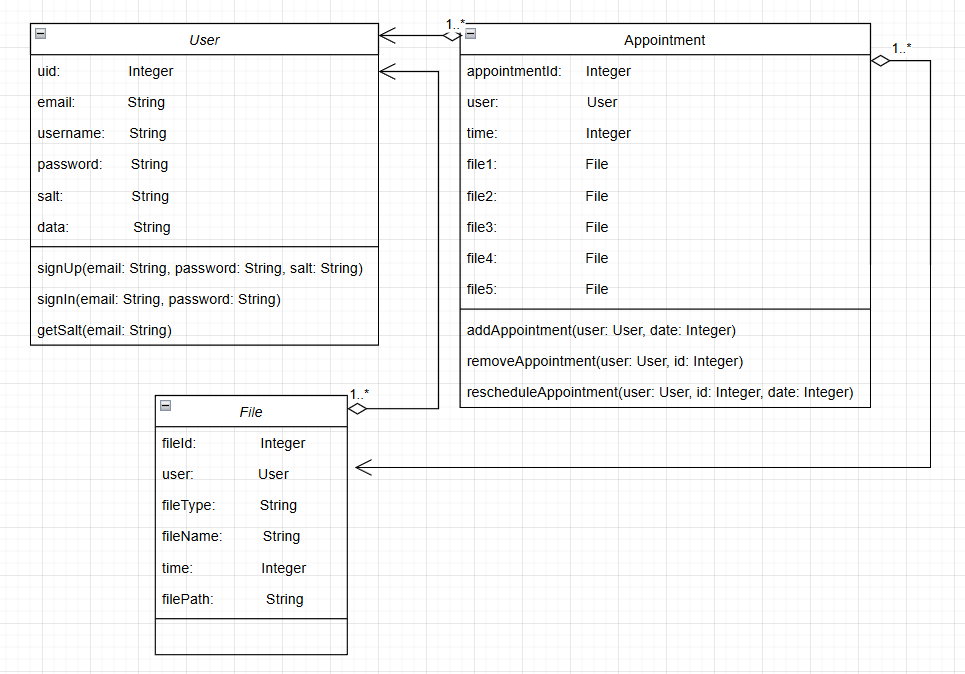 User
uid: Integer
email: String
username: String
password: String
salt: String
data: String
signUp(email: String, password: String, salt: String)
signIn(email: String, password: String)
getSalt(email: String)
1..*
Appointment
1..*
appointmentId: Integer
user: User
time: Integer
file1: File
file2: File
file3: File
file4: File
file5: File
addAppointment(user: User, date: Integer)
removeAppointment(user: User, id: Integer)
rescheduleAppointment(user: User, id: Integer, date: Integer)
1..*
File
fileId: Integer
user: User
fileType: String
fileName: String
time: Integer
filePath: String